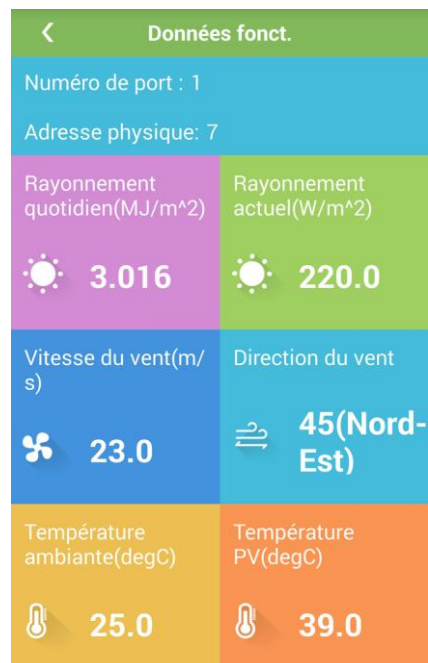 Données fonct.
Numéro de port : 1
Adresse physique: 7
Rayonnement
quotidien(MJ/m^2)
3.016
Rayonnement
actuel(W/m^2)
220.0
Vitesse du vent(m/
s)
23.0
Direction du vent
45(Nord-
Est)
Température
ambiante(degC)
25.0
Température
PV(degC)
39.0